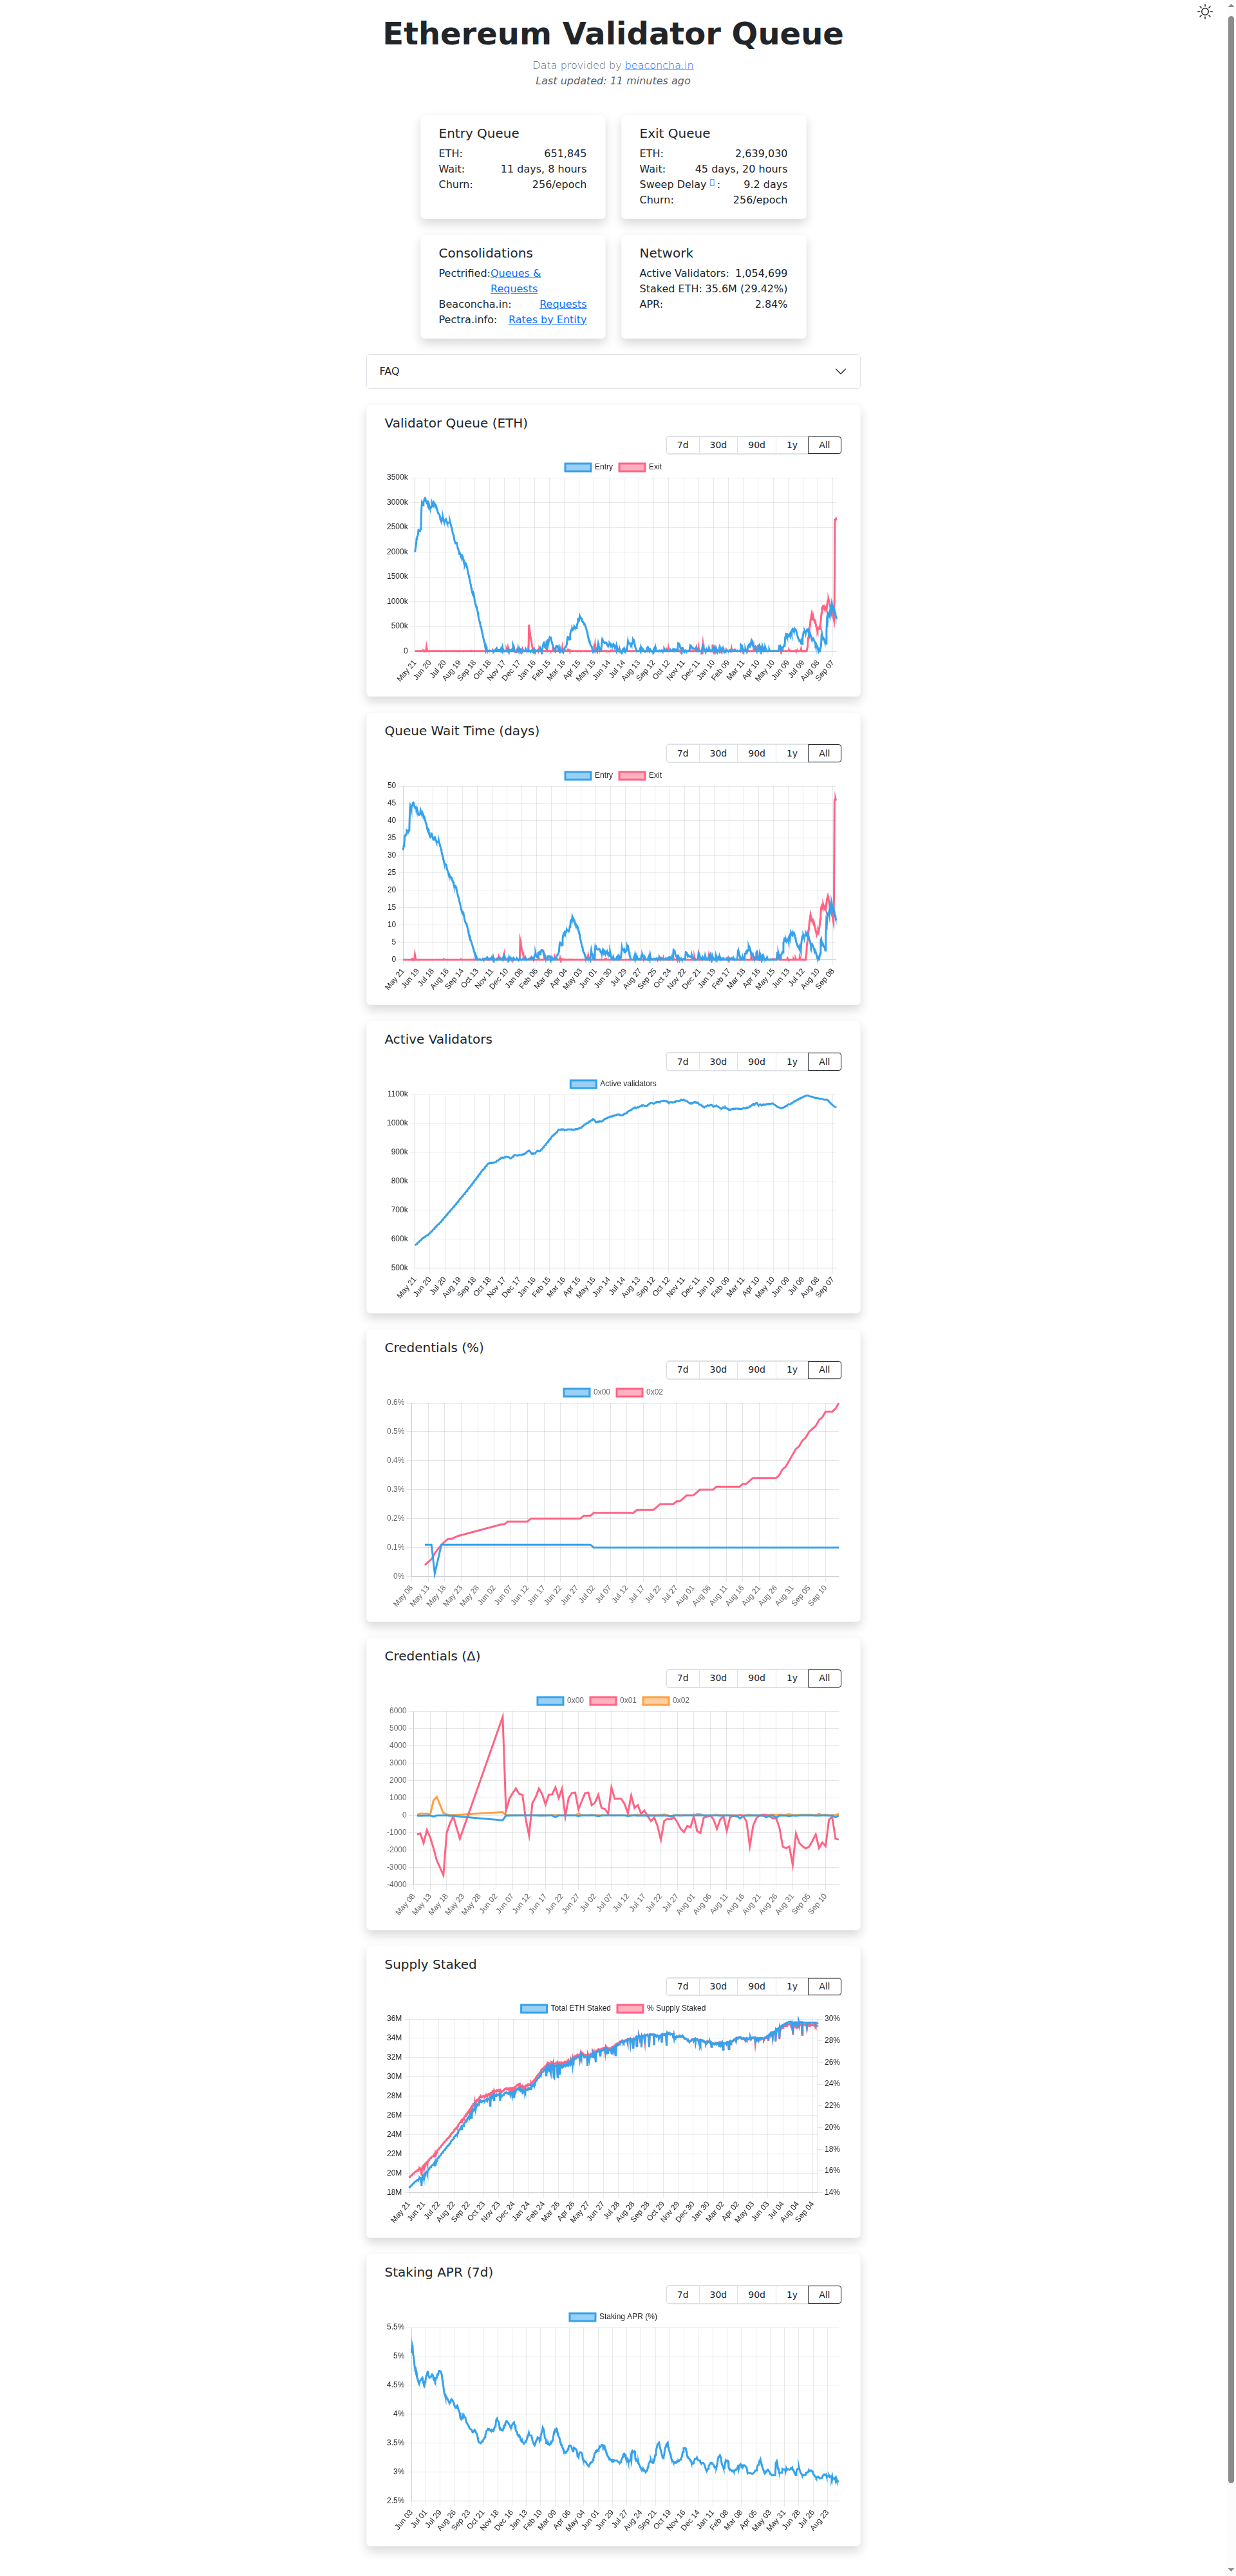 Ethereum Validator Queue
Data provided by beaconcha.in
Last updated: 11 minutes ago
Entry Queue
ETH: 651,845
Wait: 11 days, 8 hours
Churn: 256/epoch
Exit Queue
ETH: 2,639,030
Wait: 45 days, 20 hours
Sweep Delay : 9.2 days
Churn: 256/epoch
Consolidations
Pectrified: Queues &
Requests
Beaconcha.in: Requests
Pectra.info: Rates by Entity
Network
Active Validators: 1,054,699
Staked ETH: 35.6M (29.42%)
APR: 2.84%
FAQ
Validator Queue (ETH)
7d 30d 90d 1y All
Entry Exit
3500k
3000k
2500k
2000k
1500k
1000k
500k
0
May 21 Jun 20 Jul 20 Aug 19 Sep 18 Oct 18 Nov 17 Dec 17 Jan 16 Feb 15 Mar 16 Apr 15 May 15 Jun 14 Jul 14 Aug 13 Sep 12 Oct 12 Nov 11 Dec 11 Jan 10 Feb 09 Mar 11 Apr 10 May 10 Jun 09 Jul 09 Aug 08 Sep 07
Queue Wait Time (days)
7d 30d 90d 1y All
Entry Exit
50
45
40
35
30
25
20
15
10
5
0
May 21 Jun 19 Jul 18 Aug 16 Sep 14 Oct 13 Nov 11 Dec 10 Jan 08 Feb 06 Mar 06 Apr 04 May 03 Jun 01 Jun 30 Jul 29 Aug 27 Sep 25 Oct 24 Nov 22 Dec 21 Jan 19 Feb 17 Mar 18 Apr 16 May 15 Jun 13 Jul 12 Aug 10 Sep 08
Active Validators
7d 30d 90d 1y All
Active validators
1100k
1000k
900k
800k
700k
600k
500k
May 21 Jun 20 Jul 20 Aug 19 Sep 18 Oct 18 Nov 17 Dec 17 Jan 16 Feb 15 Mar 16 Apr 15 May 15 Jun 14 Jul 14 Aug 13 Sep 12 Oct 12 Nov 11 Dec 11 Jan 10 Feb 09 Mar 11 Apr 10 May 10 Jun 09 Jul 09 Aug 08 Sep 07
Credentials (%)
7d 30d 90d 1y All
0x00 0x02
0.6%
0.5%
0.4%
0.3%
0.2%
0.1%
0%
May 08 May 13 May 18 May 23 May 28 Jun 02 Jun 07 Jun 12 Jun 17 Jun 22 Jun 27 Jul 02 Jul 07 Jul 12 Jul 17 Jul 22 Jul 27 Aug 01 Aug 06 Aug 11 Aug 16 Aug 21 Aug 26 Aug 31 Sep 05 Sep 10
Credentials (Δ)
7d 30d 90d 1y All
0x00 0x01 0x02
6000
5000
4000
3000
2000
1000
0
-1000
-2000
-3000
-4000
May 08 May 13 May 18 May 23 May 28 Jun 02 Jun 07 Jun 12 Jun 17 Jun 22 Jun 27 Jul 02 Jul 07 Jul 12 Jul 17 Jul 22 Jul 27 Aug 01 Aug 06 Aug 11 Aug 16 Aug 21 Aug 26 Aug 31 Sep 05 Sep 10
Supply Staked
7d 30d 90d 1y All
Total ETH Staked % Supply Staked
36M 30%
34M 28%
32M 26%
30M 24%
28M 22%
26M 20%
24M 18%
22M 16%
20M 14%
18M
May 21 Jun 21 Jul 22 Aug 22 Sep 22 Oct 23 Nov 23 Dec 24 Jan 24 Feb 24 Mar 26 Apr 26 May 27 Jun 27 Jul 28 Aug 28 Sep 28 Oct 29 Nov 29 Dec 30 Jan 30 Mar 02 Apr 02 May 03 Jun 03 Jul 04 Aug 04 Sep 04
Staking APR (7d)
7d 30d 90d 1y All
Staking APR (%)
5.5%
5%
4.5%
4%
3.5%
3%
2.5%
Jun 03 Jul 01 Jul 29 Aug 26 Sep 23 Oct 21 Nov 18 Dec 16 Jan 13 Feb 10 Mar 09 Apr 06 May 04 Jun 01 Jun 29 Jul 27 Aug 24 Sep 21 Oct 19 Nov 16 Dec 14 Jan 11 Feb 08 Mar 08 Apr 05 May 03 May 31 Jun 28 Jul 26 Aug 23